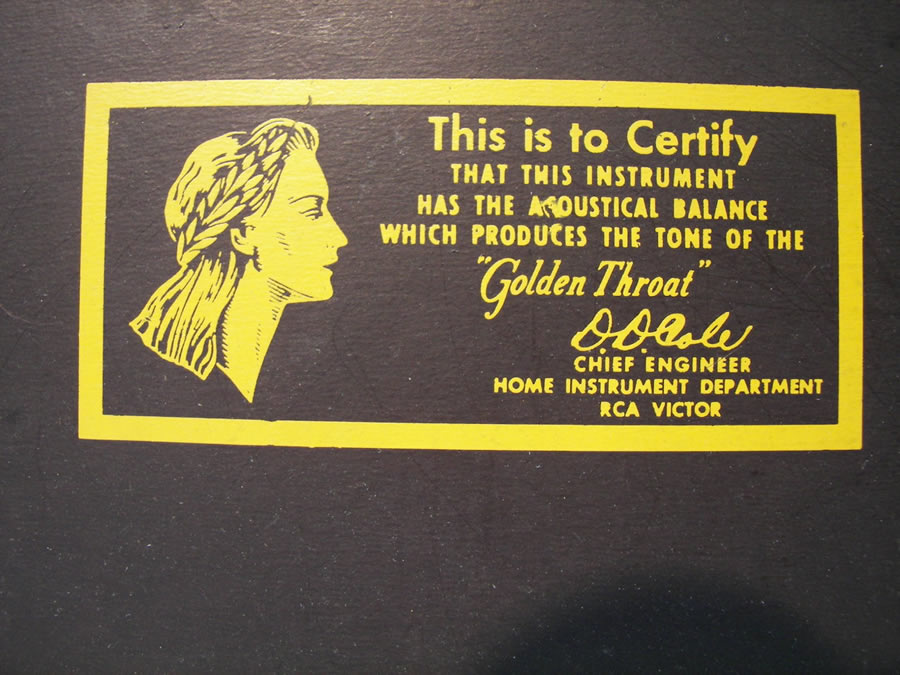 This is to Certify
THAT THIS INSTRUMENT
HAS THE ACOUSTICAL BALANCE
WHICH PRODUCES THE TONE OF THE
"Golden Throat"
D.D. Cole
CHIEF ENGINEER
HOME INSTRUMENT DEPARTMENT
RCA VICTOR